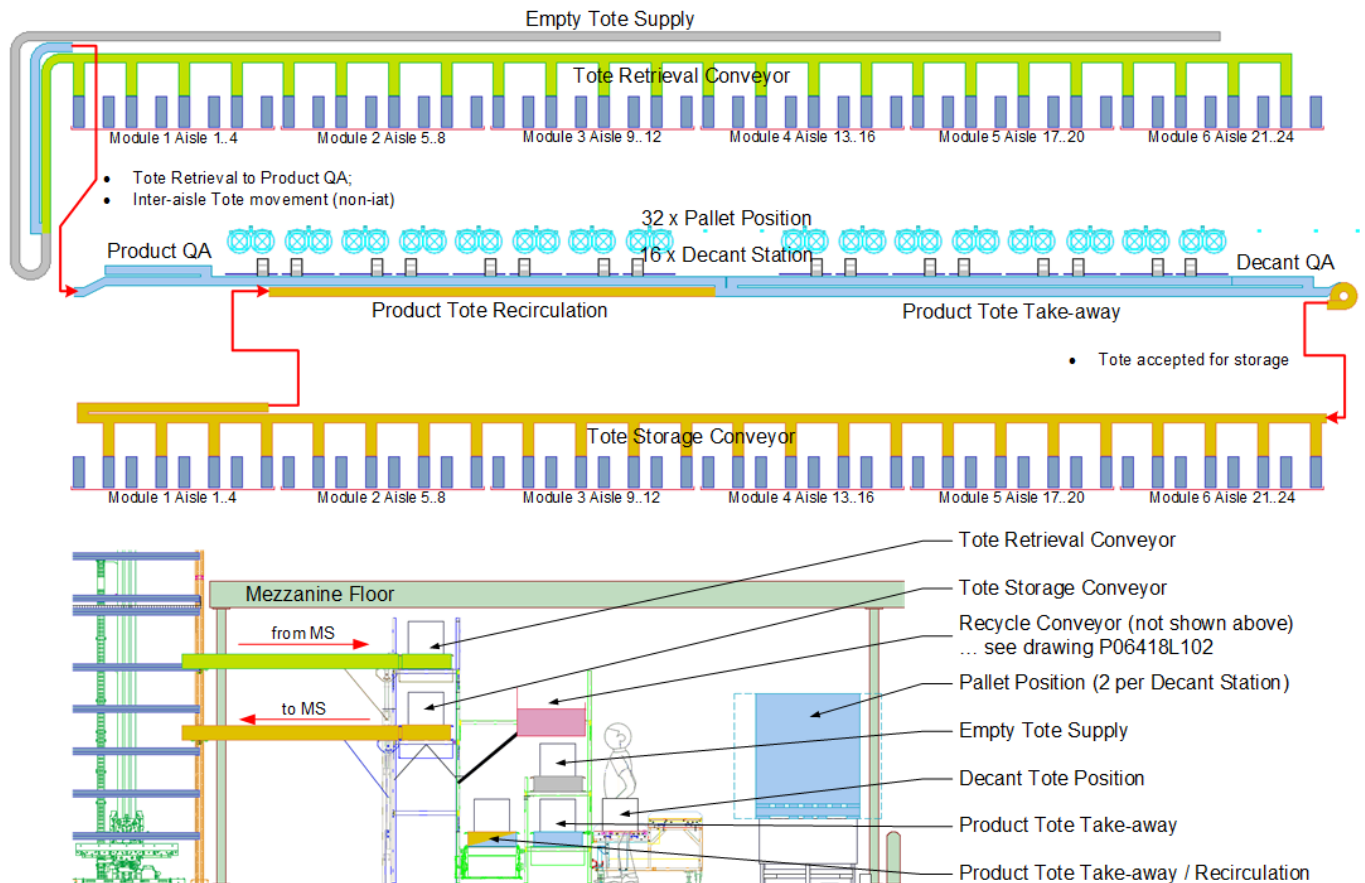 Empty Tote Supply
Tote Retrieval Conveyor
Module 1 Aisle 1..4
Module 2 Aisle 5..8
Module 3 Aisle 9..12
Module 4 Aisle 13..16
Module 5 Aisle 17..20
Module 6 Aisle 21..24
• Tote Retrieval to Product QA;
• Inter-aisle Tote movement (non-iat)
32 x Pallet Position
Product QA
16 x Decant Station
Decant QA
Product Tote Recirculation
Product Tote Take-away
• Tote accepted for storage
Tote Storage Conveyor
Module 1 Aisle 1..4
Module 2 Aisle 5..8
Module 3 Aisle 9..12
Module 4 Aisle 13..16
Module 5 Aisle 17..20
Module 6 Aisle 21..24
Tote Retrieval Conveyor
Tote Storage Conveyor
Mezzanine Floor
Recycle Conveyor (not shown above)
... see drawing P06418L102
from MS
Pallet Position (2 per Decant Station)
to MS
Empty Tote Supply
Decant Tote Position
Product Tote Take-away
Product Tote Take-away / Recirculation